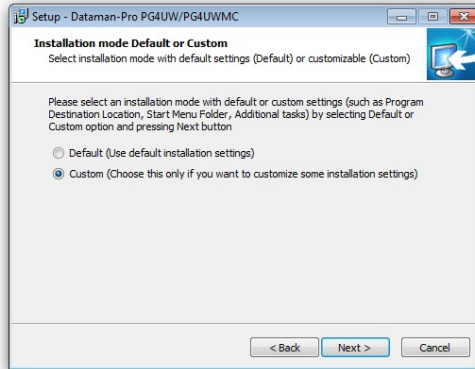 Setup - Dataman-Pro PG4UW/PG4UWMC
Installation mode Default or Custom
Select installation mode with default settings (Default) or customizable (Custom)
Please select an installation mode with default or custom settings (such as Program
Destination Location, Start Menu Folder, Additional tasks) by selecting Default or
Custom option and pressing Next button
Default (Use default installation settings)
Custom (Choose this only if you want to customize some installation settings)
< Back
Next >
Cancel